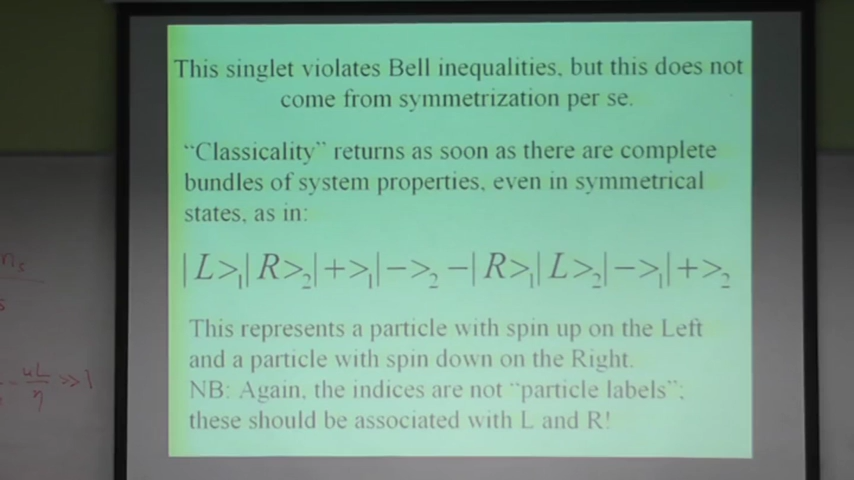 This singlet violates Bell inequalities, but this does not
come from symmetrization per se.
“Classicality” returns as soon as there are complete
bundles of system properties, even in symmetrical
states, as in:
|L>₁|R>₂|+>₁|->₂ -|R>₁|L>₂|->₁|+>₂
This represents a particle with spin up on the Left
and a particle with spin down on the Right.
NB: Again, the indices are not “particle labels”;
these should be associated with L and R!